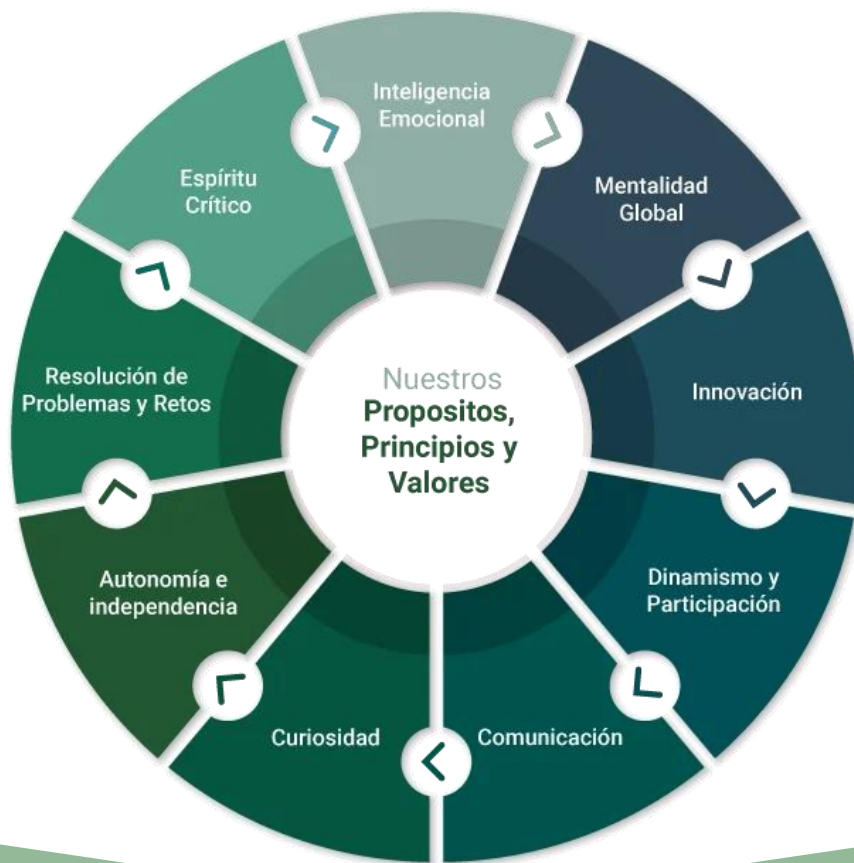 Inteligencia
Emocional
Mentalidad
Global
Innovación
Dinamismo y
Participación
Comunicación
Curiosidad
Autonomía e
independencia
Resolución de
Problemas y Retos
Espíritu
Crítico
Nuestros
Propositos,
Principios y
Valores